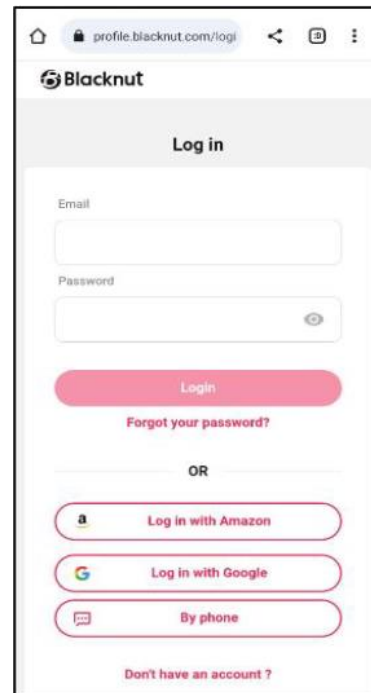 profile.blacknut.com/logi
:D
Blacknut
Log in
Email
Password
Login
Forgot your password?
OR
a
Log in with Amazon
G
Log in with Google
By phone
Don't have an account ?